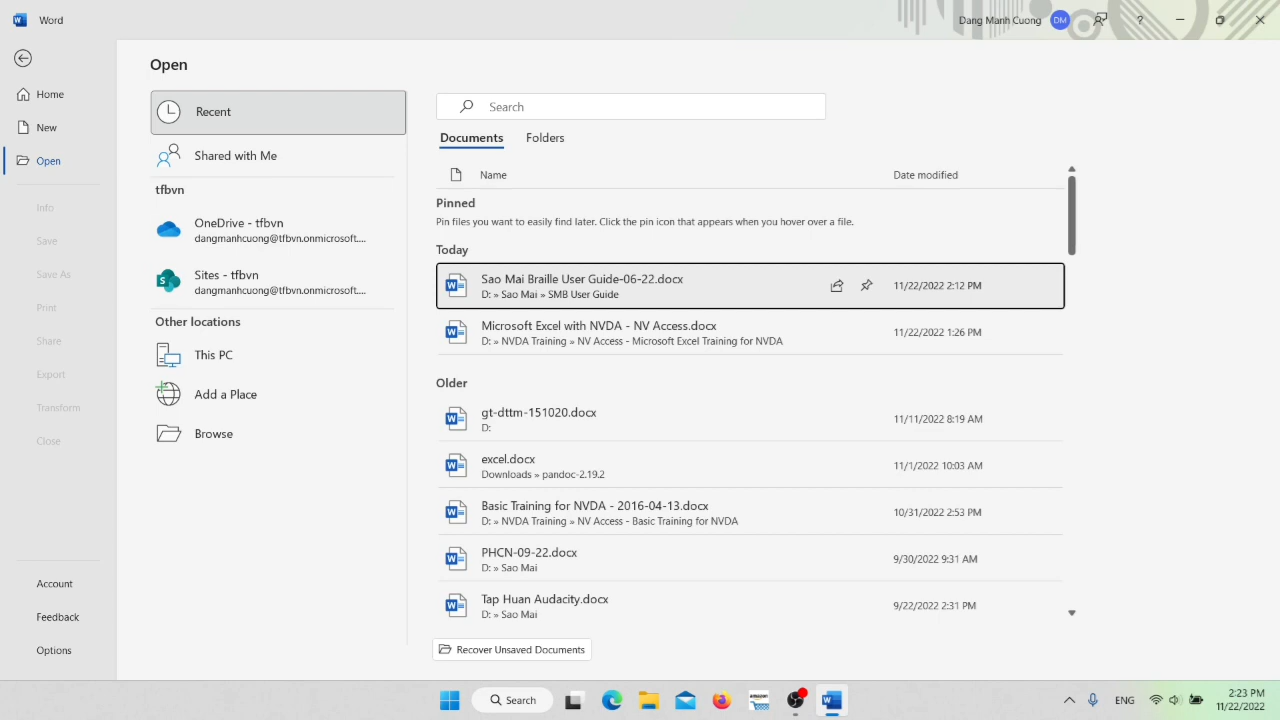 Word
Dang Manh Cuong DM ?
Home
New
Open
Info
Save
Save As
Print
Share
Export
Transform
Close
Account
Feedback
Options
Open
Recent
Shared with Me
tfbvn
OneDrive - tfbvn
dangmanhcuong@tfbvn.onmicrosoft....
Sites - tfbvn
dangmanhcuong@tfbvn.onmicrosoft....
Other locations
This PC
Add a Place
Browse
Search
Documents Folders
Name Date modified
Pinned
Pin files you want to easily find later. Click the pin icon that appears when you hover over a file.
Today
Sao Mai Braille User Guide-06-22.docx
D: » Sao Mai » SMB User Guide
11/22/2022 2:12 PM
Microsoft Excel with NVDA - NV Access.docx
D: » NVDA Training » NV Access - Microsoft Excel Training for NVDA
11/22/2022 1:26 PM
Older
gt-dttm-151020.docx
D:
11/11/2022 8:19 AM
excel.docx
Downloads » pandoc-2.19.2
11/1/2022 10:03 AM
Basic Training for NVDA - 2016-04-13.docx
D: » NVDA Training » NV Access - Basic Training for NVDA
10/31/2022 2:53 PM
PHCN-09-22.docx
D: » Sao Mai
9/30/2022 9:31 AM
Tap Huan Audacity.docx
D: » Sao Mai
9/22/2022 2:31 PM
Recover Unsaved Documents
Search
amazon
ENG
2:23 PM
11/22/2022